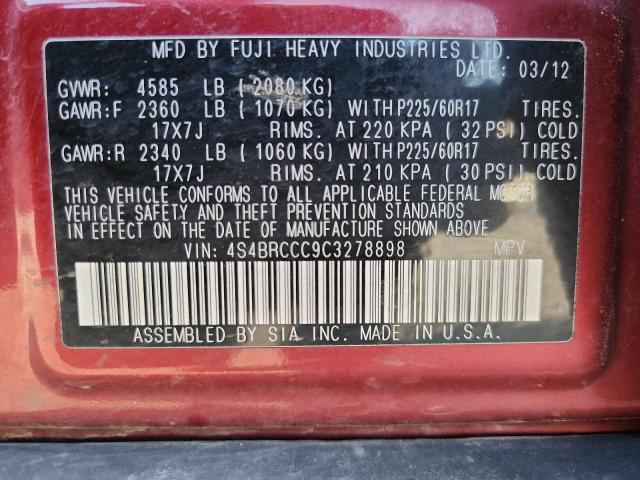 MFD BY FUJI HEAVY INDUSTRIES LTD.
DATE: 03/12
GVWR: 4585 LB ( 2080 KG)
GAWR:F 2360 LB ( 1070 KG) WITH P225/60R17 TIRES.
17X7J RIMS. AT 220 KPA ( 32 PSI) COLD
GAWR:R 2340 LB ( 1060 KG) WITH P225/60R17 TIRES.
17X7J RIMS. AT 210 KPA ( 30 PSI) COLD
THIS VEHICLE CONFORMS TO ALL APPLICABLE FEDERAL MOTOR
VEHICLE SAFETY AND THEFT PREVENTION STANDARDS
IN EFFECT ON THE DATE OF MANUFACTURE SHOWN ABOVE
VIN: 4S4BRCCC9C3278898 MPV
ASSEMBLED BY SIA INC. MADE IN U.S.A.